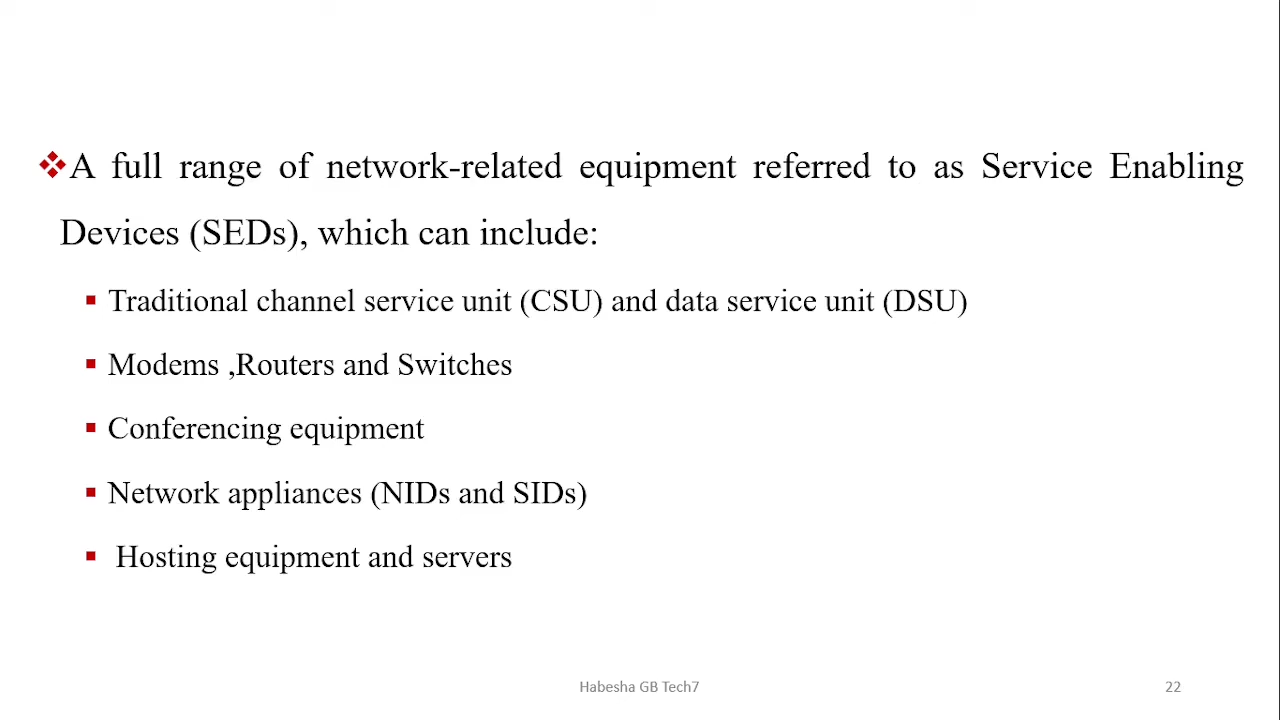 ❖A full range of network-related equipment referred to as Service Enabling
Devices (SEDs), which can include:
▪ Traditional channel service unit (CSU) and data service unit (DSU)
▪ Modems ,Routers and Switches
▪ Conferencing equipment
▪ Network appliances (NIDs and SIDs)
▪ Hosting equipment and servers
Habesha GB Tech7
22